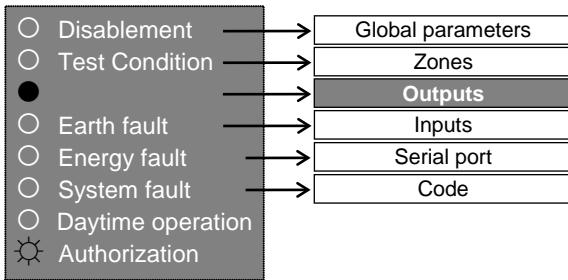 Disablement
Test Condition
Earth fault
Energy fault
System fault
Daytime operation
Authorization
Global parameters
Zones
Outputs
Inputs
Serial port
Code